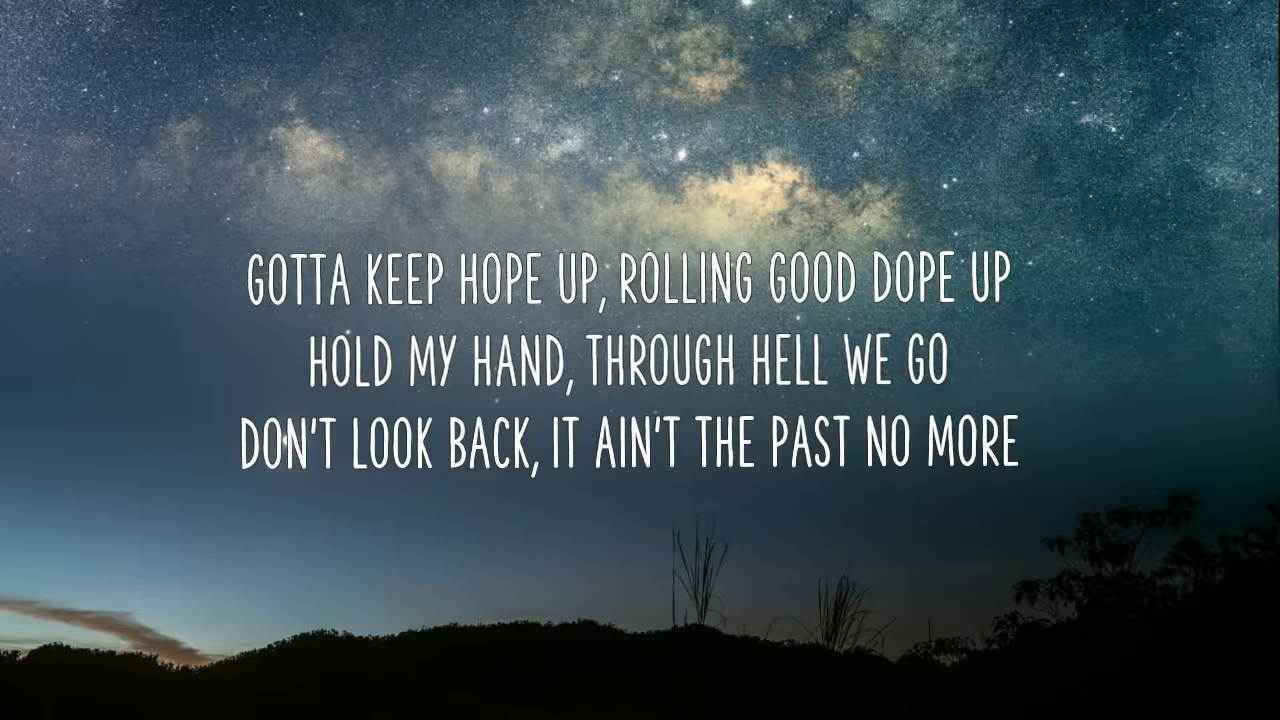 GOTTA KEEP HOPE UP, ROLLING GOOD DOPE UP
HOLD MY HAND, THROUGH HELL WE GO
DON'T LOOK BACK, IT AIN'T THE PAST NO MORE